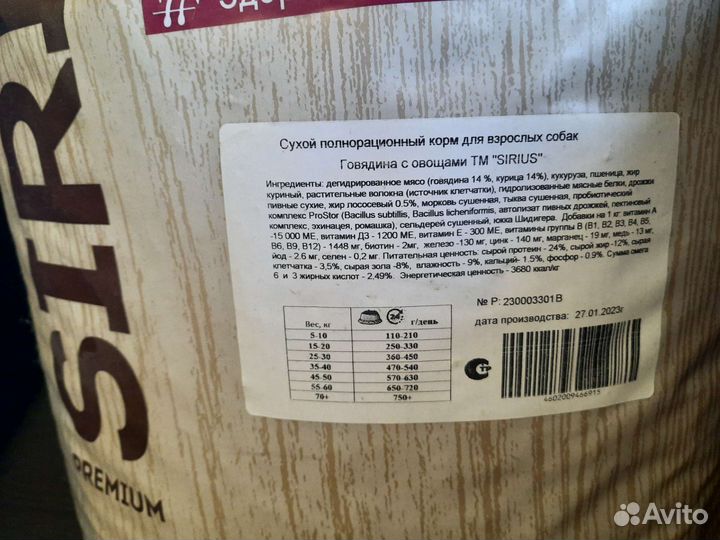 # здор
SIRI
PREMIUM
Сухой полнорационный корм для взрослых собак
Говядина с овощами ТМ "SIRIUS"
Ингредиенты: дегидрированное мясо (говядина 14 %, курица 14%), кукуруза, пшеница, жир
куриный, растительные волокна (источник клетчатки), гидролизованные мясные белки, дрожжи
пивные сухие, жир лососевый 0.5%, морковь сушенная, тыква сушенная, пробиотический
комплекс ProStor (Bacillus subtillis, Bacillus licheniformis, автолизат пивных дрожжей, пектиновый
комплекс, эхинацея, ромашка), сельдерей сушенный, юкка Шидигера. Добавки на 1 кг: витамин А
-15 000 МЕ, витамин Д3 - 1200 МЕ, витамин Е - 300 МЕ, витамины группы В (В1, В2, В3, В4, В5,
В6, В9, В12) - 1448 мг, биотин - 2мг, железо -130 мг, цинк - 140 мг, марганец - 19 мг, медь - 13 мг,
йод - 2.6 мг, селен - 0,2 мг. Питательная ценность: сырой протеин - 24%, сырой жир -12%, сырая
клетчатка - 3,5%, сырая зола -8%, влажность - 9%, кальций- 1.5%, фосфор - 0.9%. Сумма омега
6 и 3 жирных кислот - 2,49%. Энергетическая ценность - 3680 ккал/кг
№ Р: 230003301В
дата производства: 27.01.2023г
Вес, кг 24 г/день
5-10 110-210
15-20 250-330
25-30 360-450
35-40 470-540
45-50 570-630
55-60 650-720
70+ 750+
СТР
4602009466915
Avito